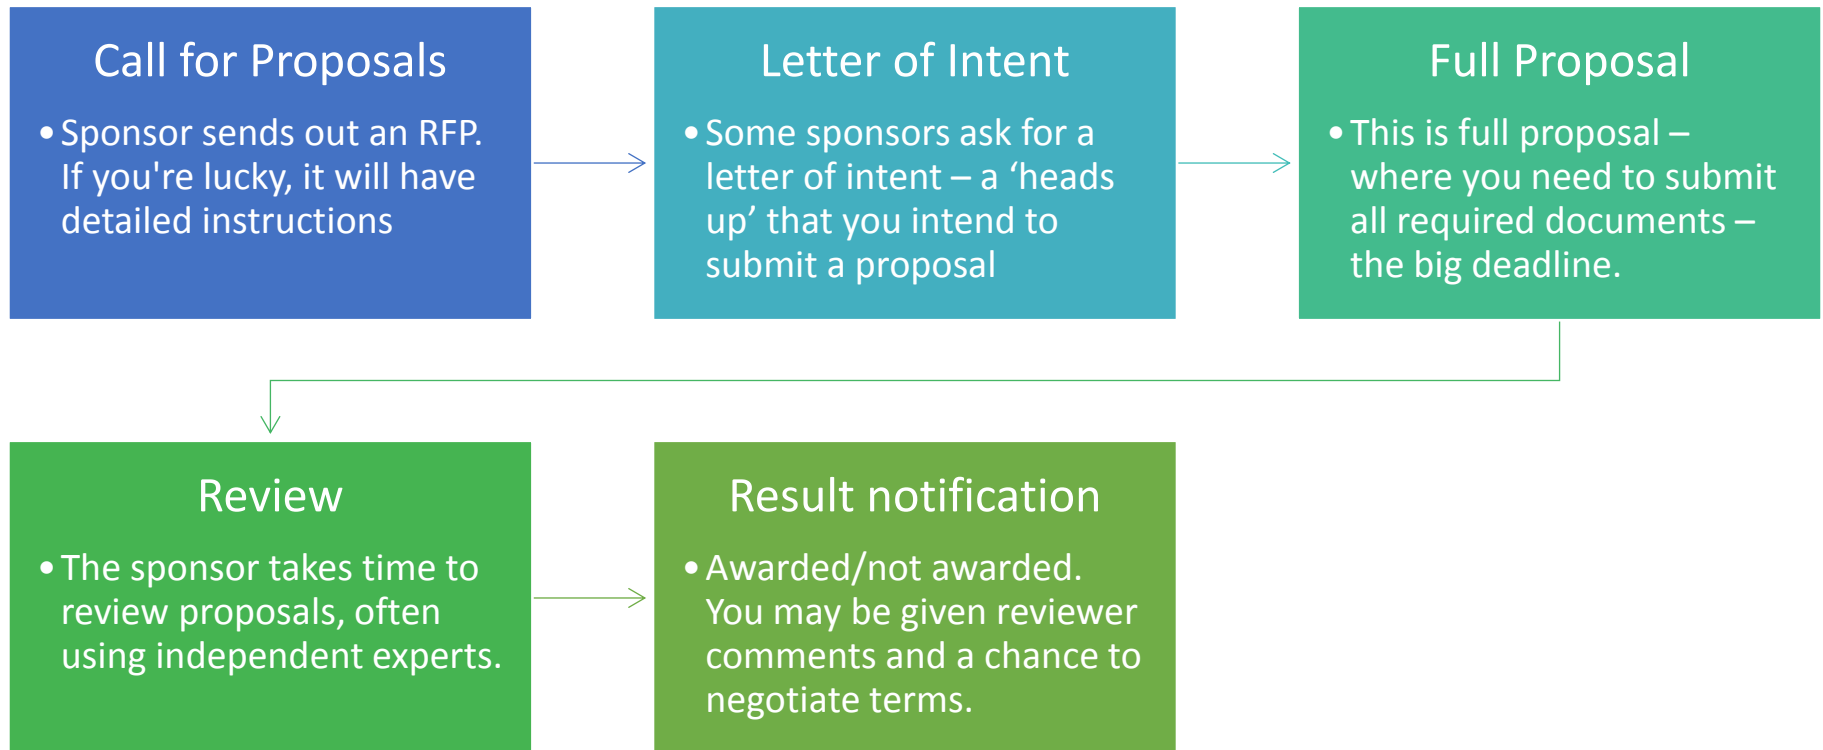 Call for Proposals
• Sponsor sends out an RFP.
If you're lucky, it will have
detailed instructions
Letter of Intent
• Some sponsors ask for a
letter of intent – a ‘heads
up’ that you intend to
submit a proposal
Full Proposal
• This is full proposal –
where you need to submit
all required documents –
the big deadline.
Review
• The sponsor takes time to
review proposals, often
using independent experts.
Result notification
• Awarded/not awarded.
You may be given reviewer
comments and a chance to
negotiate terms.